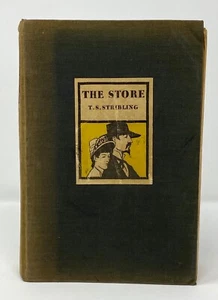 THE STORE
T. S. STRIBLING